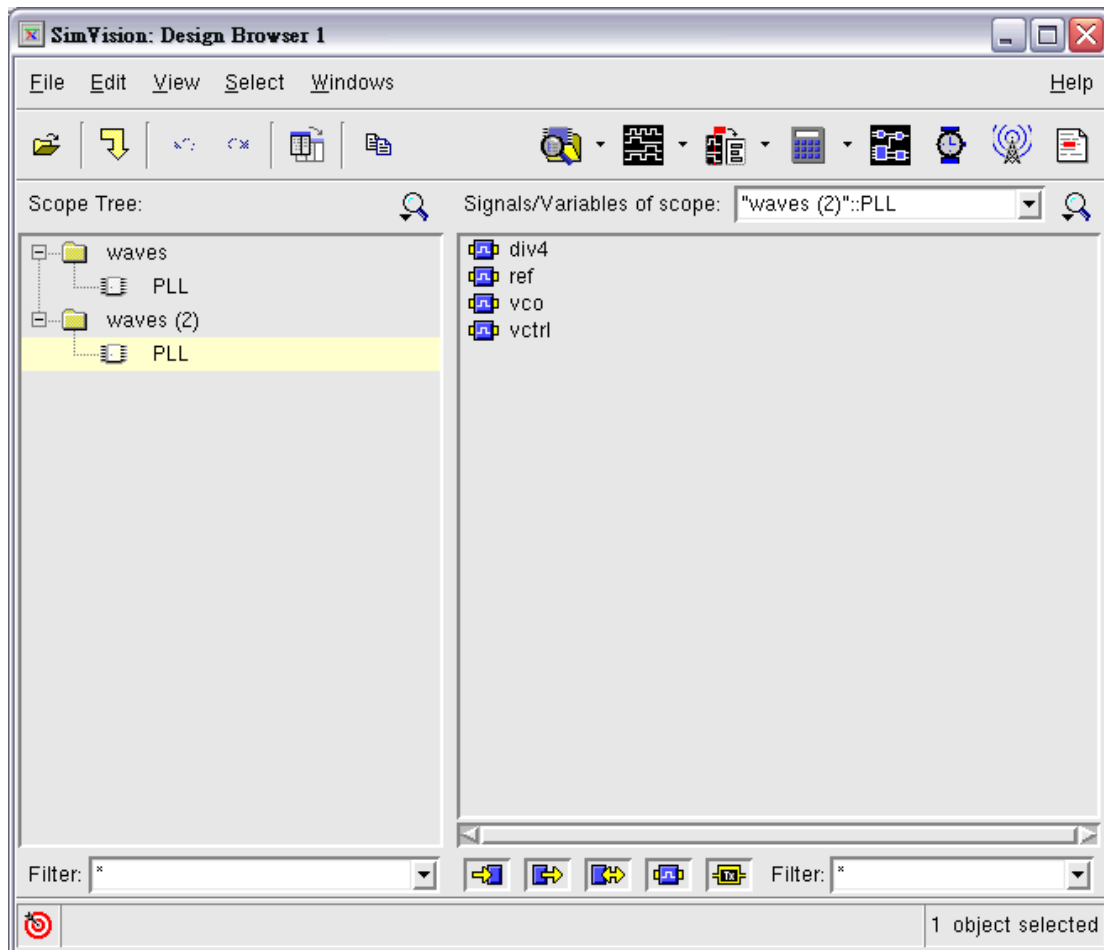 SimVision: Design Browser 1
File Edit View Select Windows Help
Scope Tree:
Signals/Variables of scope: "waves (2)"::PLL
waves
PLL
waves (2)
PLL
div4
ref
vco
vctrl
Filter: *
TX
Filter: *
1 object selected